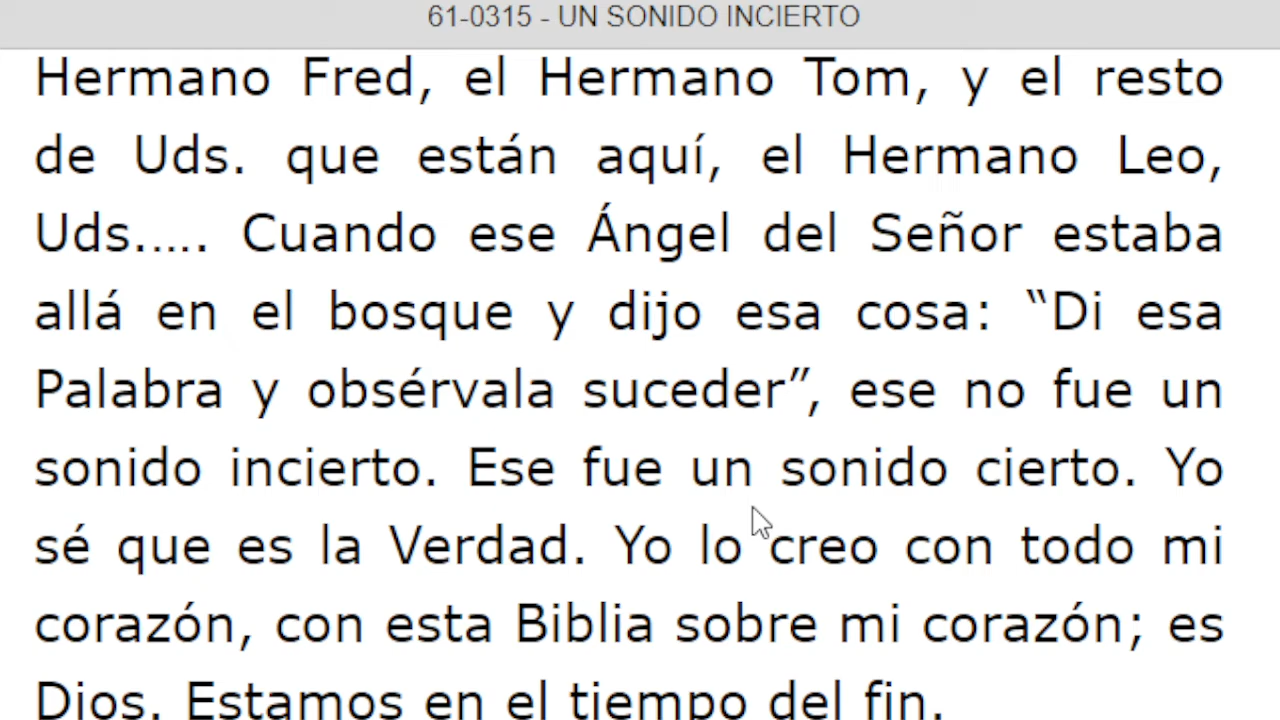 61-0315 - UN SONIDO INCIERTO
Hermano Fred, el Hermano Tom, y el resto
de Uds. que están aquí, el Hermano Leo,
Uds..... Cuando ese Ángel del Señor estaba
allá en el bosque y dijo esa cosa: “Di esa
Palabra y obsérvala suceder”, ese no fue un
sonido incierto. Ese fue un sonido cierto. Yo
sé que es la Verdad. Yo lo creo con todo mi
corazón, con esta Biblia sobre mi corazón; es
Dios. Estamos en el tiempo del fin.